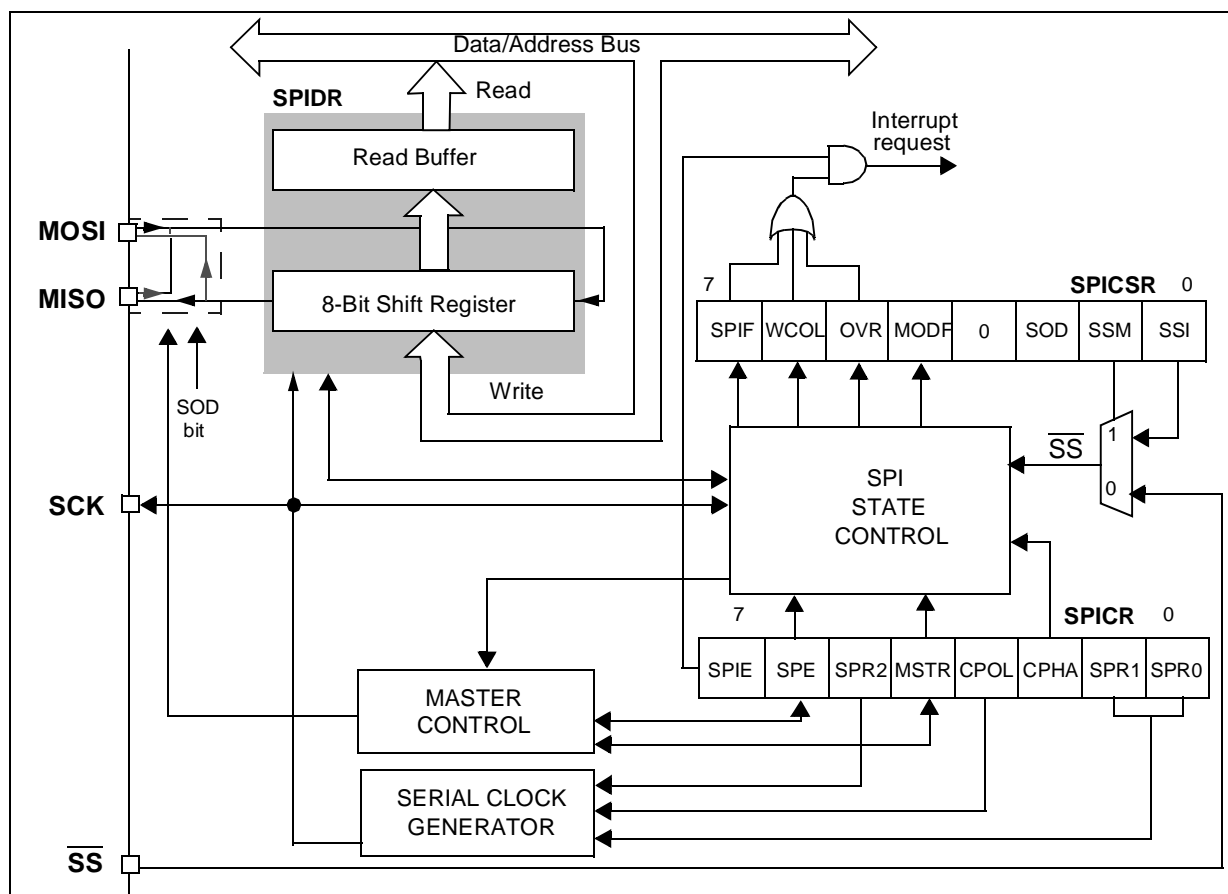 Data/Address Bus
SPIDR
Read
Read Buffer
Interrupt
request
MOSI
MISO
8-Bit Shift Register
7
SPICSR
0
SPIF
WCOL
OVR
MODF
0
SOD
SSM
SSI
Write
SOD
bit
1
SS
0
SCK
SPI
STATE
CONTROL
7
SPICR
0
SPIE
SPE
SPR2
MSTR
CPOL
CPHA
SPR1
SPR0
MASTER
CONTROL
SERIAL CLOCK
GENERATOR
SS